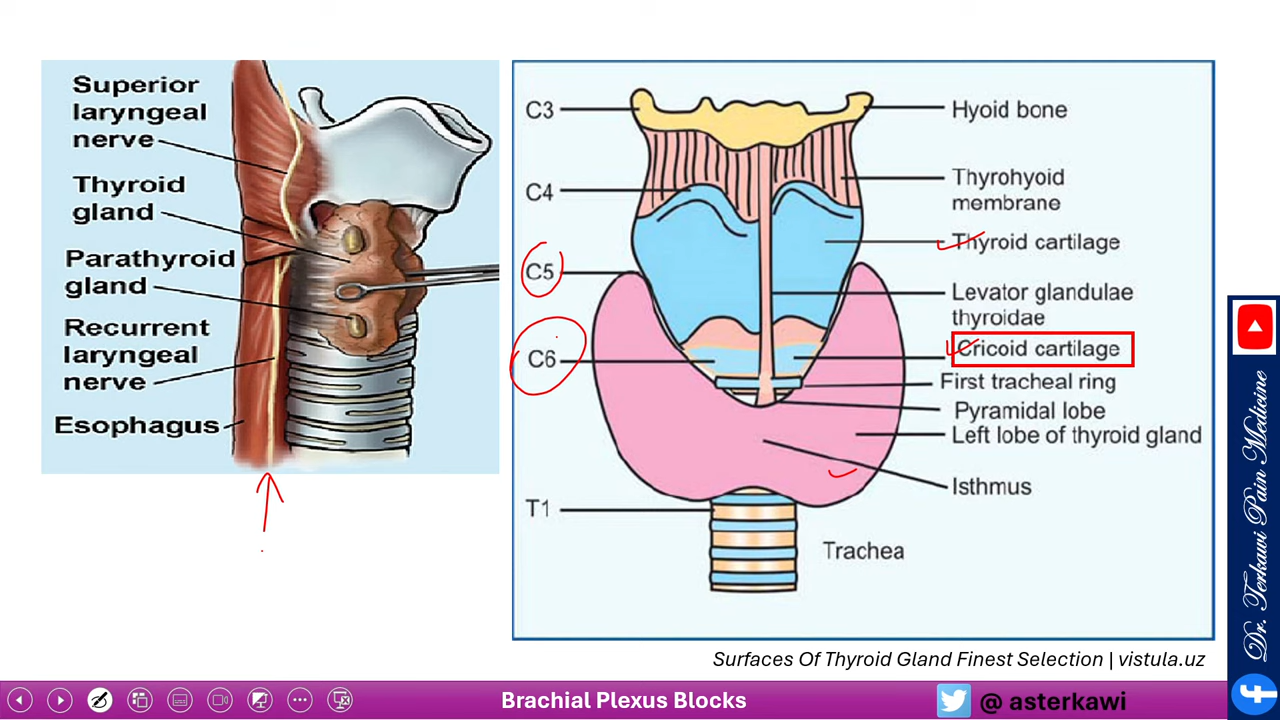 Superior
laryngeal
nerve
Thyroid
gland
Parathyroid
gland
Recurrent
laryngeal
nerve
Esophagus
C3
C4
C5
C6
T1
Hyoid bone
Thyrohyoid
membrane
Thyroid cartilage
Levator glandulae
thyroidae
Cricoid cartilage
First tracheal ring
Pyramidal lobe
Left lobe of thyroid gland
Isthmus
Trachea
Surfaces Of Thyroid Gland Finest Selection | vistula.uz
Brachial Plexus Blocks
@ asterkawi
Dr. Terkawi Pain Medicine